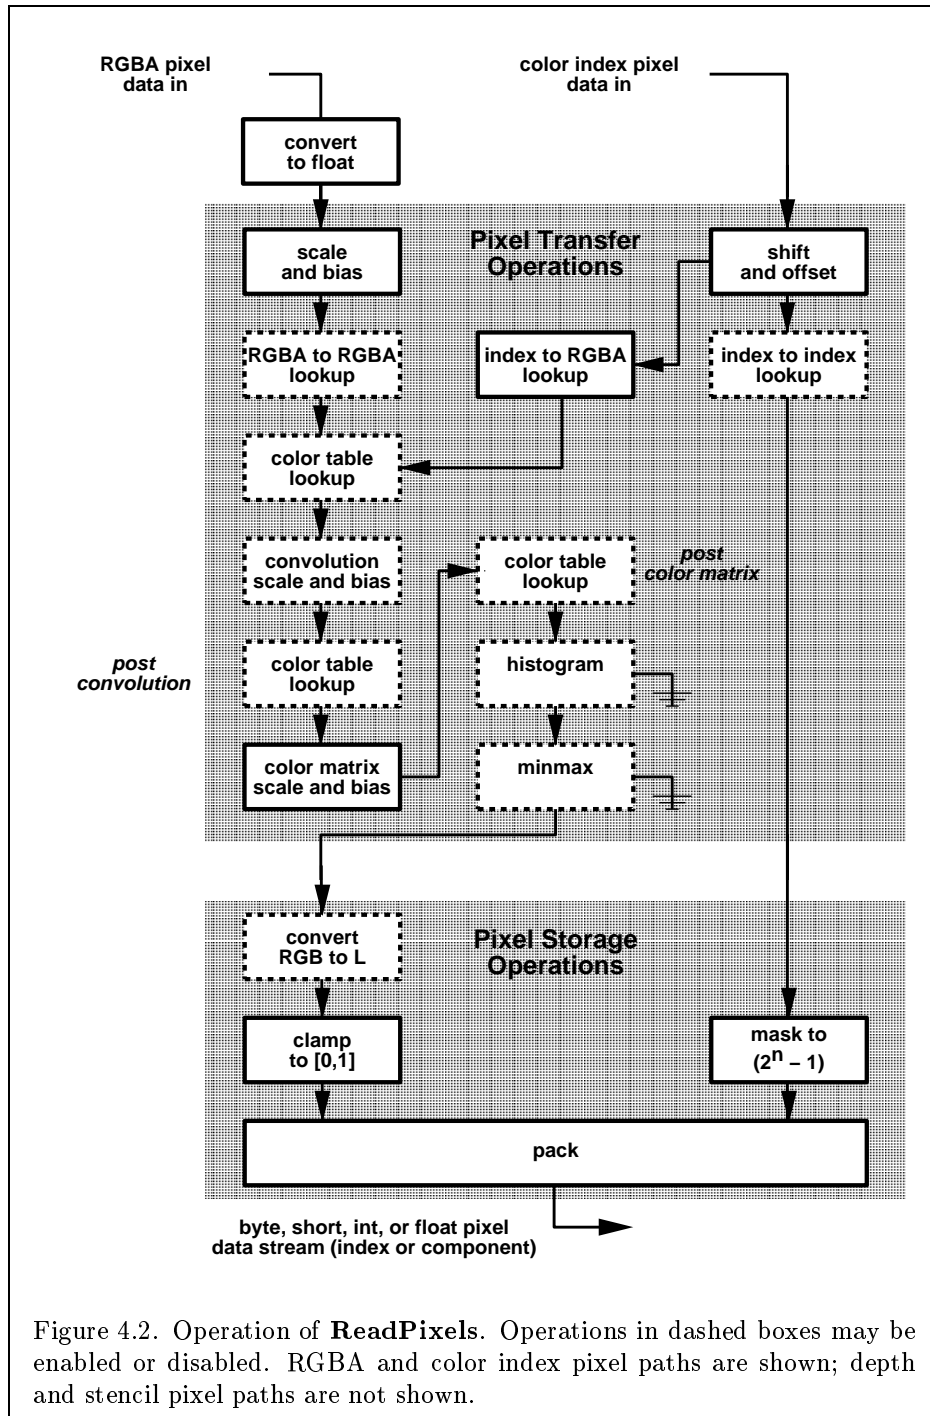 RGBA pixel
data in
color index pixel
data in
convert
to float
Pixel Transfer
Operations
scale
and bias
shift
and offset
RGBA to RGBA
lookup
index to RGBA
lookup
index to index
lookup
color table
lookup
convolution
scale and bias
color table
lookup
post
color matrix
post
convolution
color table
lookup
histogram
color matrix
scale and bias
minmax
convert
RGB to L
Pixel Storage
Operations
clamp
to [0,1]
mask to
(2^n – 1)
pack
byte, short, int, or float pixel
data stream (index or component)
Figure 4.2. Operation of ReadPixels. Operations in dashed boxes may be
enabled or disabled. RGBA and color index pixel paths are shown; depth
and stencil pixel paths are not shown.